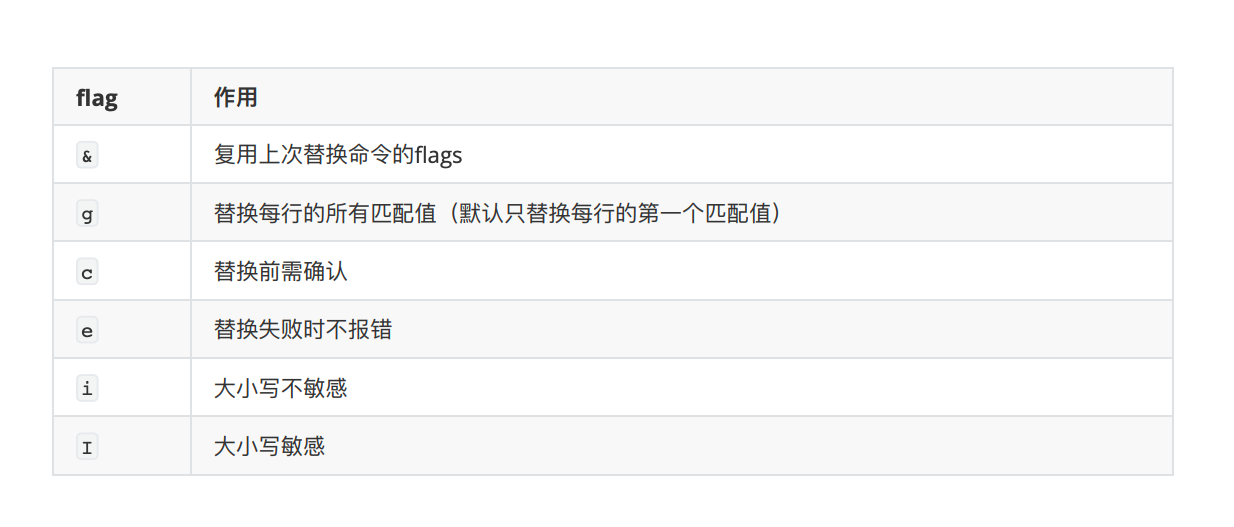 flag 作用
& 复用上次替换命令的flags
g 替换每行的所有匹配值（默认只替换每行的第一个匹配值）
c 替换前需确认
e 替换失败时不报错
i 大小写不敏感
I 大小写敏感